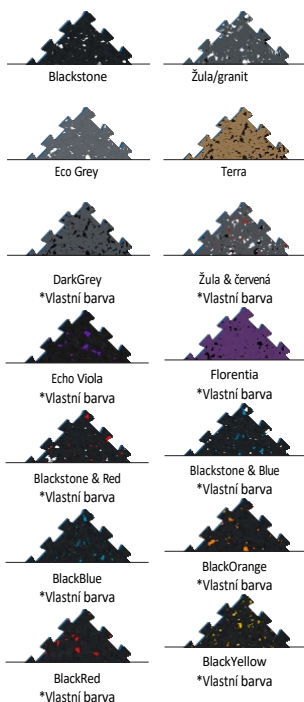 Blackstone
Žula/granit
Eco Grey
Terra
DarkGrey
*Vlastní barva
Žula & červená
*Vlastní barva
Echo Viola
*Vlastní barva
Florentia
*Vlastní barva
Blackstone & Red
*Vlastní barva
Blackstone & Blue
*Vlastní barva
BlackBlue
*Vlastní barva
BlackOrange
*Vlastní barva
BlackRed
*Vlastní barva
BlackYellow
*Vlastní barva